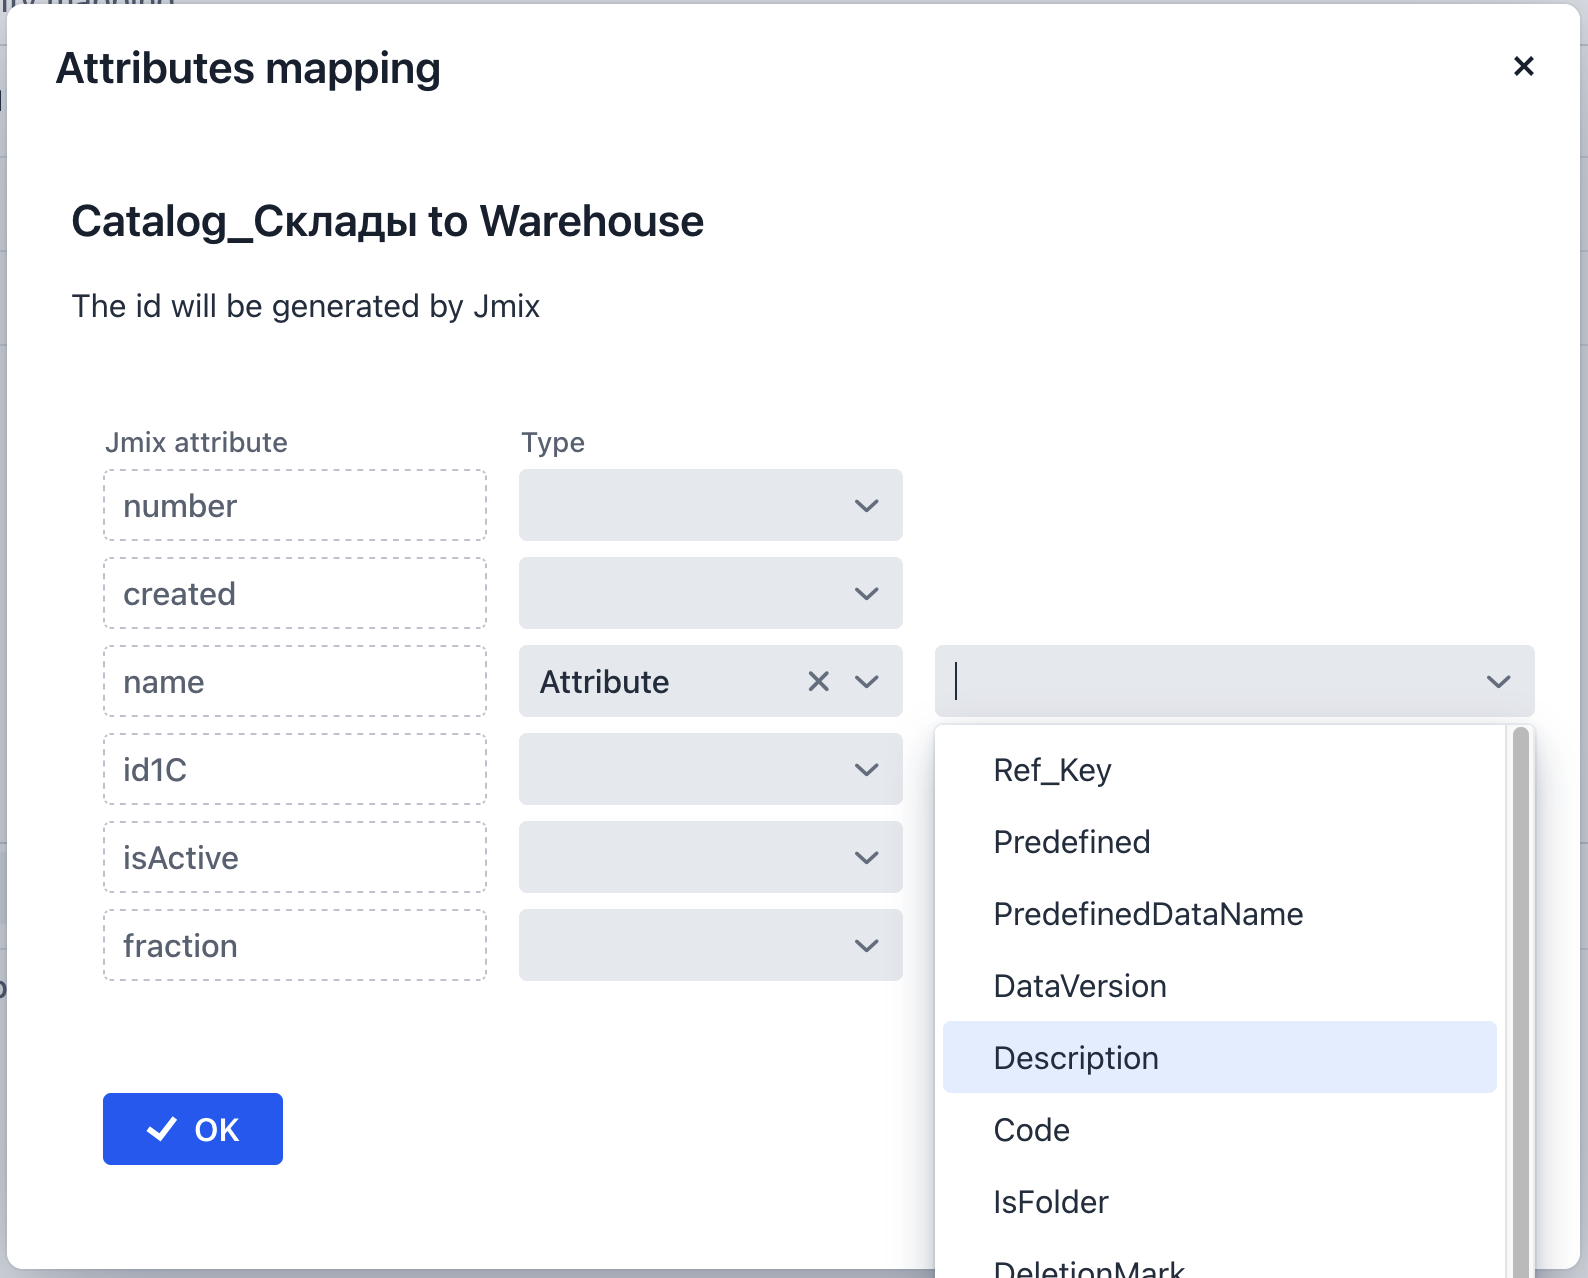 Attributes mapping
Catalog_Склады to Warehouse
The id will be generated by Jmix
Jmix attribute
Type
number
created
name
Attribute
id1C
isActive
fraction
Ref_Key
Predefined
PredefinedDataName
DataVersion
Description
Code
IsFolder
DeletionMark
OK